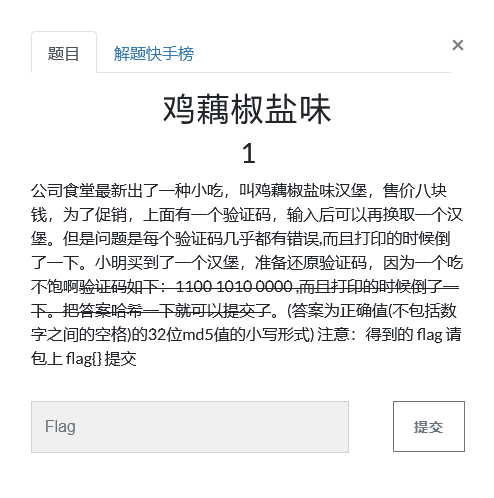 题目 解题快手榜 ×
鸡藕椒盐味
1
公司食堂最新出了一种小吃，叫鸡藕椒盐味汉堡，售价八块
钱，为了促销，上面有一个验证码，输入后可以再换取一个汉
堡。但是问题是每个验证码几乎都有错误,而且打印的时候倒
了一下。小明买到了一个汉堡，准备还原验证码，因为一个吃
不饱啊验证码如下：1100 1010 0000 ,而且打印的时候倒了一
下。把答案哈希一下就可以提交了。(答案为正确值(不包括数
字之间的空格)的32位md5值的小写形式) 注意：得到的 flag 请
包上 flag{} 提交
Flag 提交